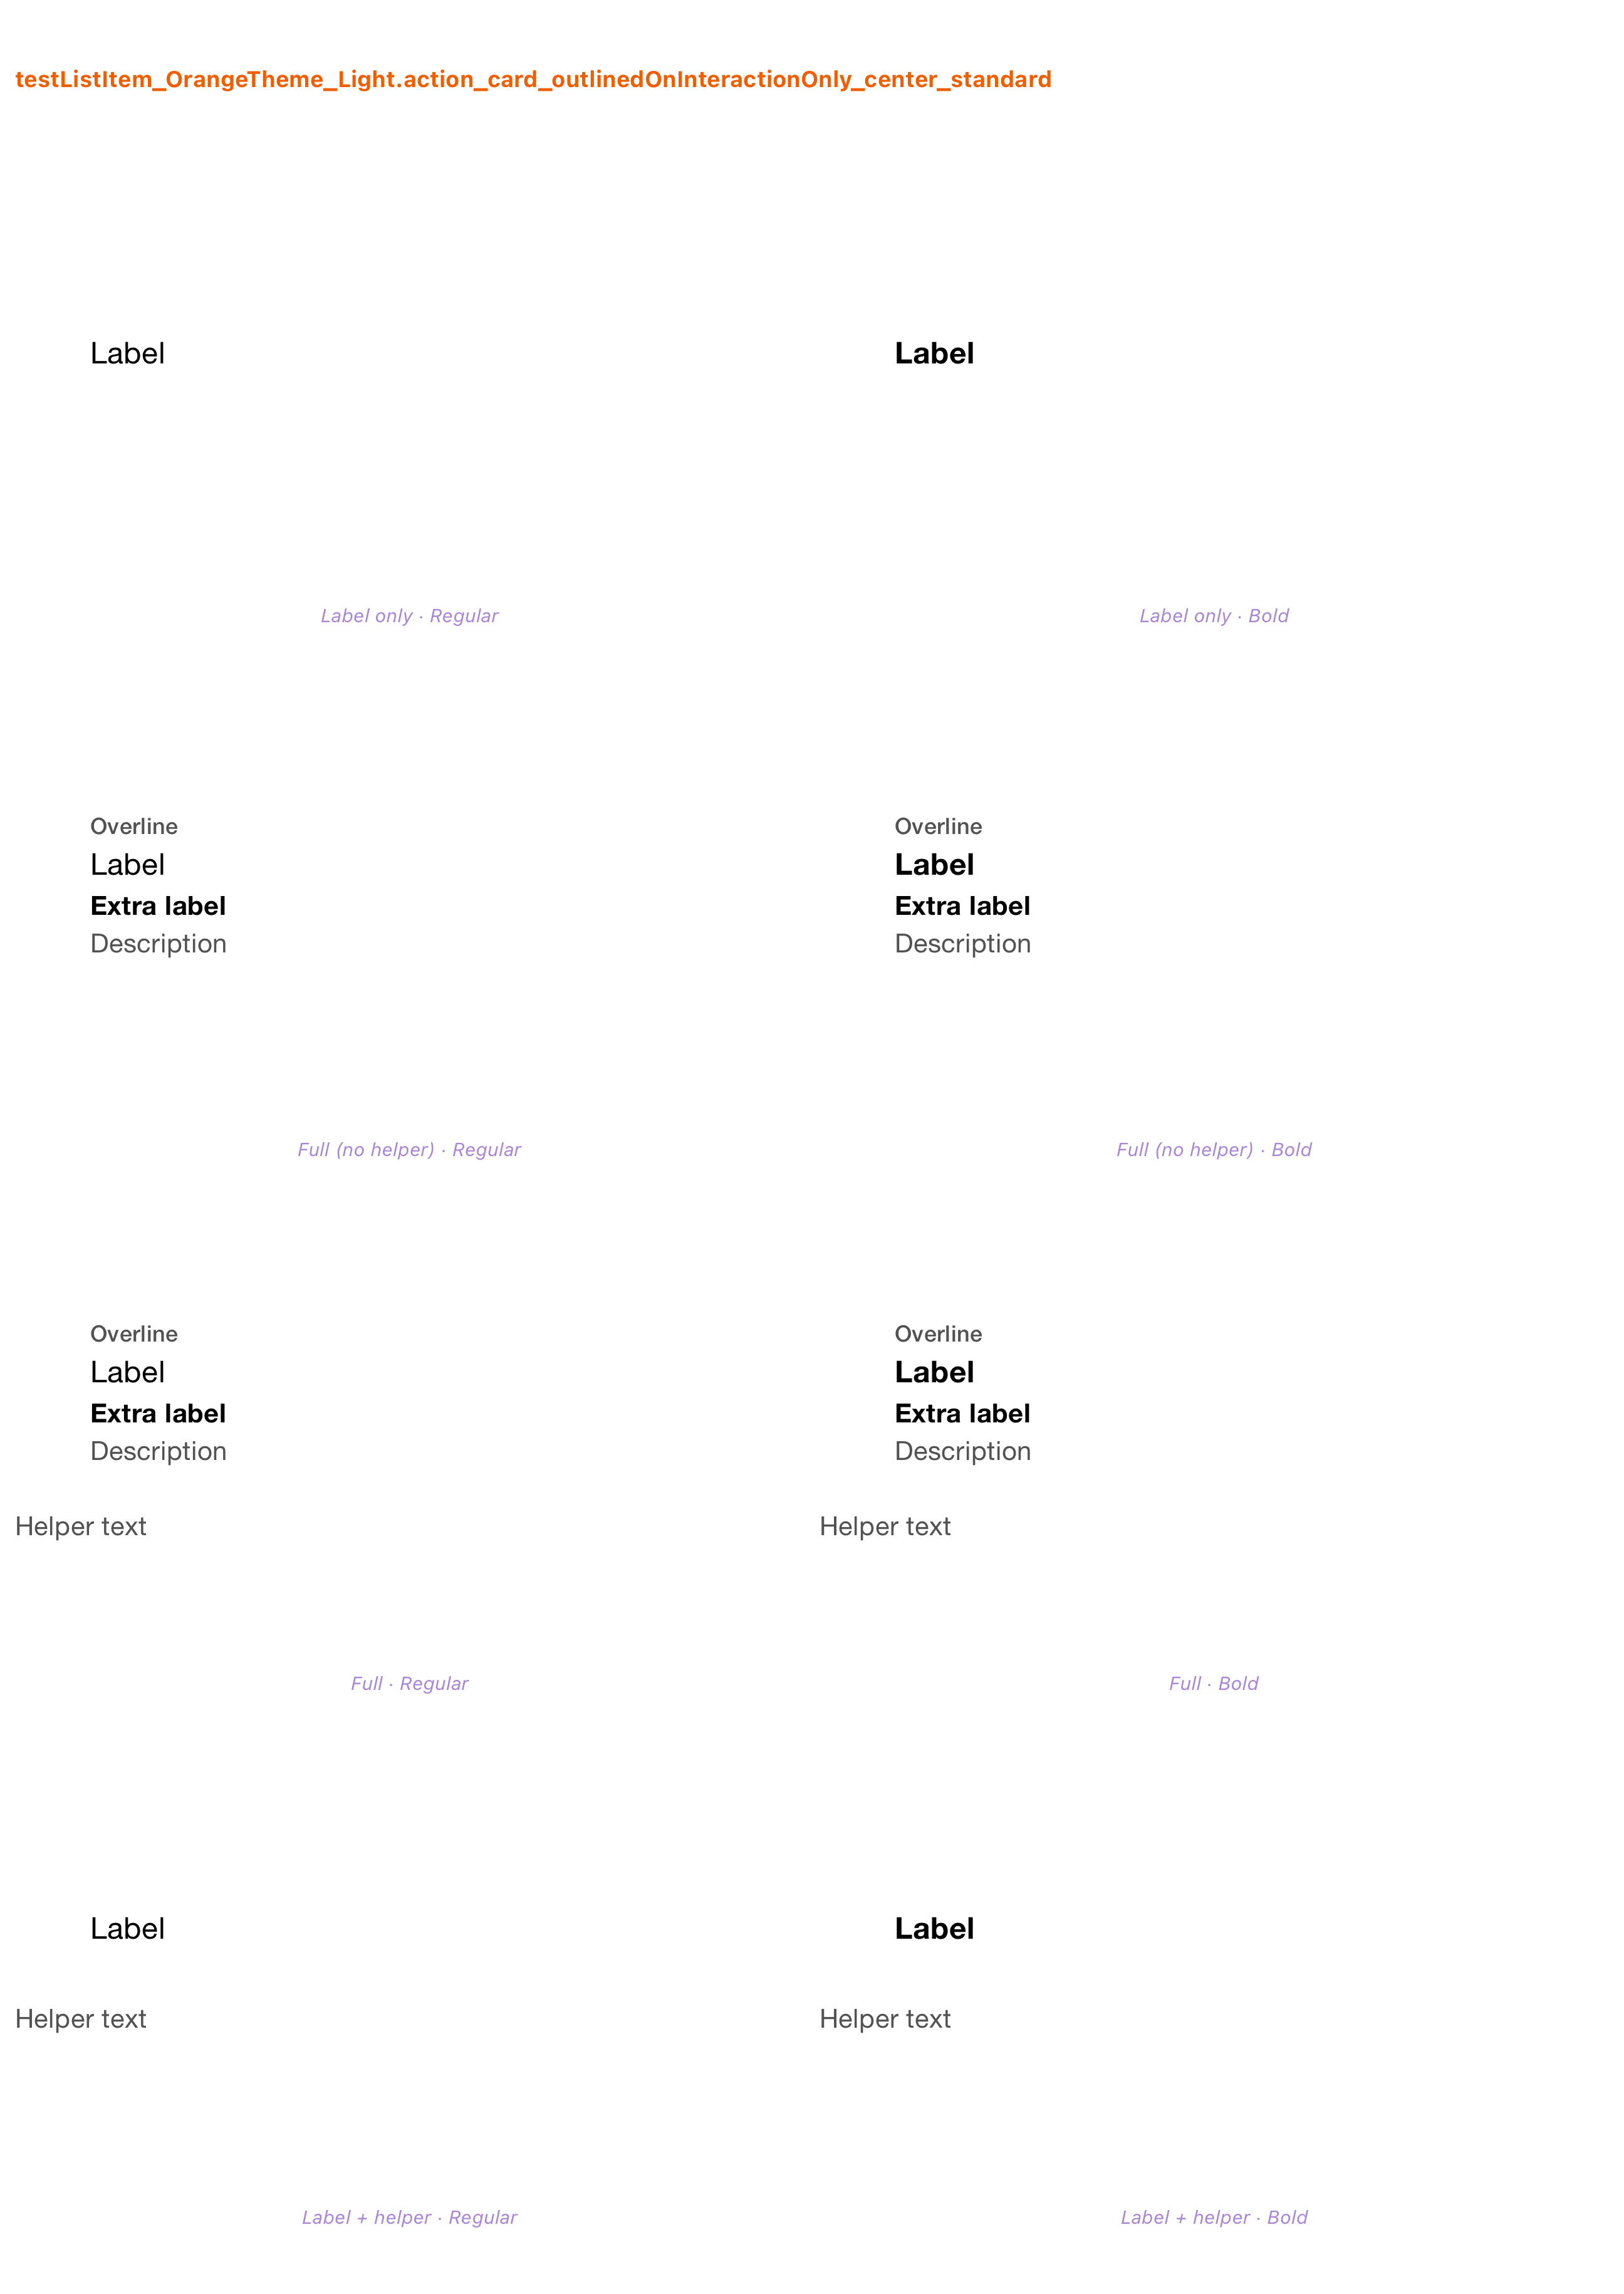 testListItem_OrangeTheme_Light.action_card_outlinedOnInteractionOnly_center_standard
Label
Label
Label only · Regular
Label only · Bold
Overline
Label
Extra label
Description
Overline
Label
Extra label
Description
Full (no helper) · Regular
Full (no helper) · Bold
Overline
Label
Extra label
Description
Helper text
Overline
Label
Extra label
Description
Helper text
Full · Regular
Full · Bold
Label
Helper text
Label
Helper text
Label + helper · Regular
Label + helper · Bold